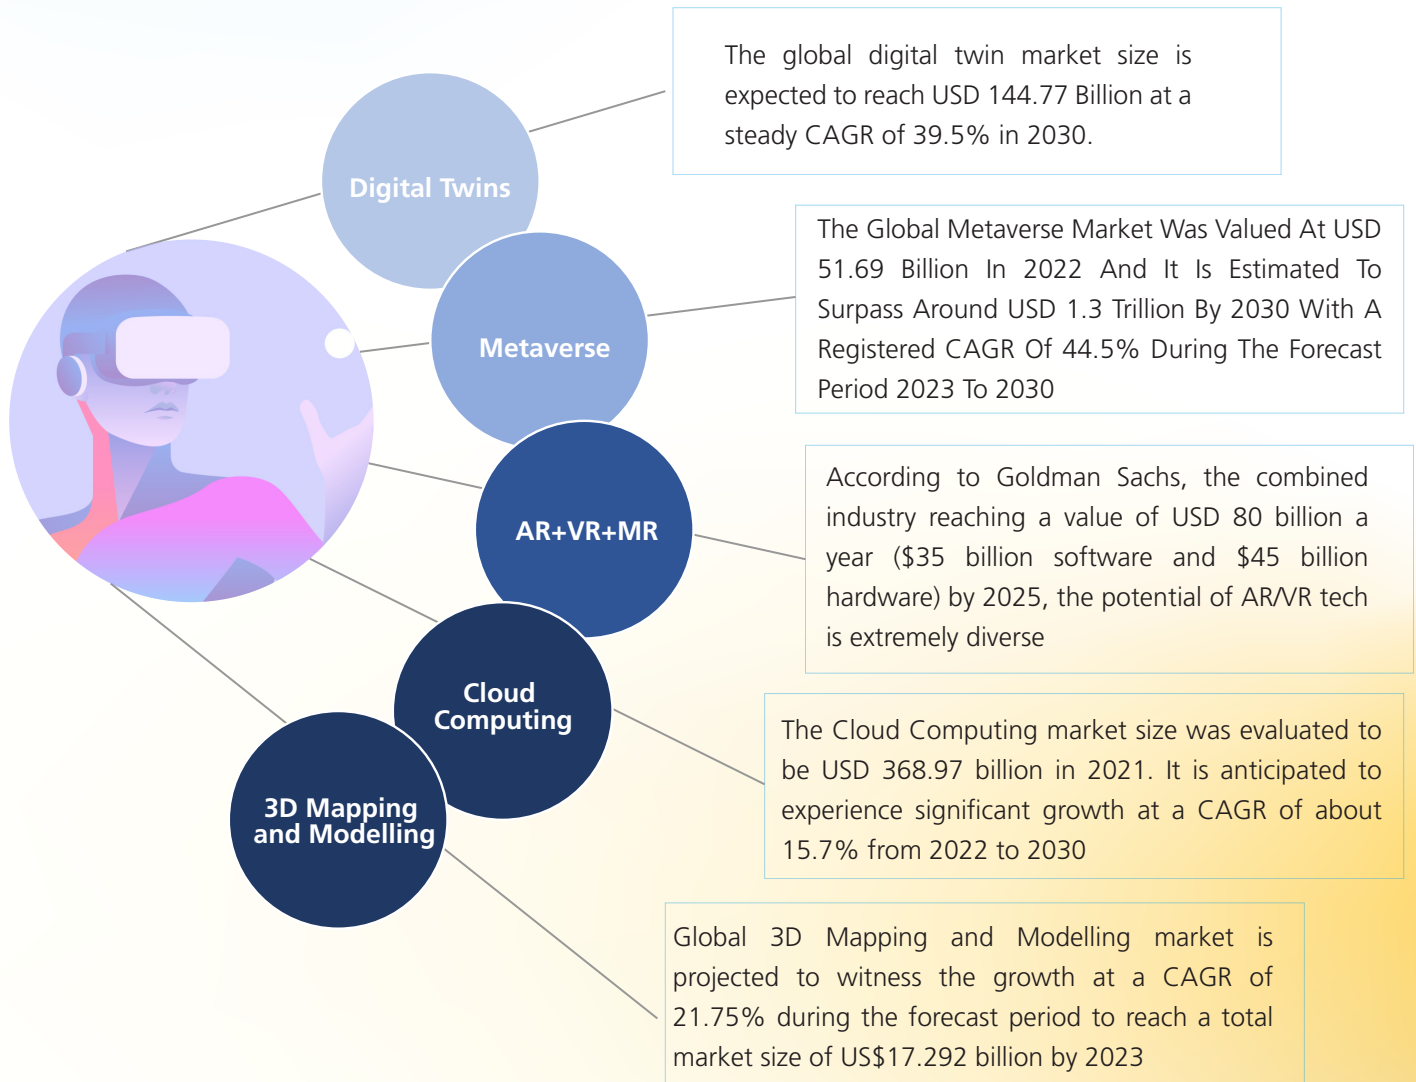 The global digital twin market size is
expected to reach USD 144.77 Billion at a
steady CAGR of 39.5% in 2030.
Digital Twins
The Global Metaverse Market Was Valued At USD
51.69 Billion In 2022 And It Is Estimated To
Surpass Around USD 1.3 Trillion By 2030 With A
Registered CAGR Of 44.5% During The Forecast
Period 2023 To 2030
Metaverse
According to Goldman Sachs, the combined
industry reaching a value of USD 80 billion a
year ($35 billion software and $45 billion
hardware) by 2025, the potential of AR/VR tech
is extremely diverse
AR+VR+MR
Cloud
Computing
The Cloud Computing market size was evaluated to
be USD 368.97 billion in 2021. It is anticipated to
experience significant growth at a CAGR of about
15.7% from 2022 to 2030
3D Mapping
and Modelling
Global 3D Mapping and Modelling market is
projected to witness the growth at a CAGR of
21.75% during the forecast period to reach a total
market size of US$17.292 billion by 2023